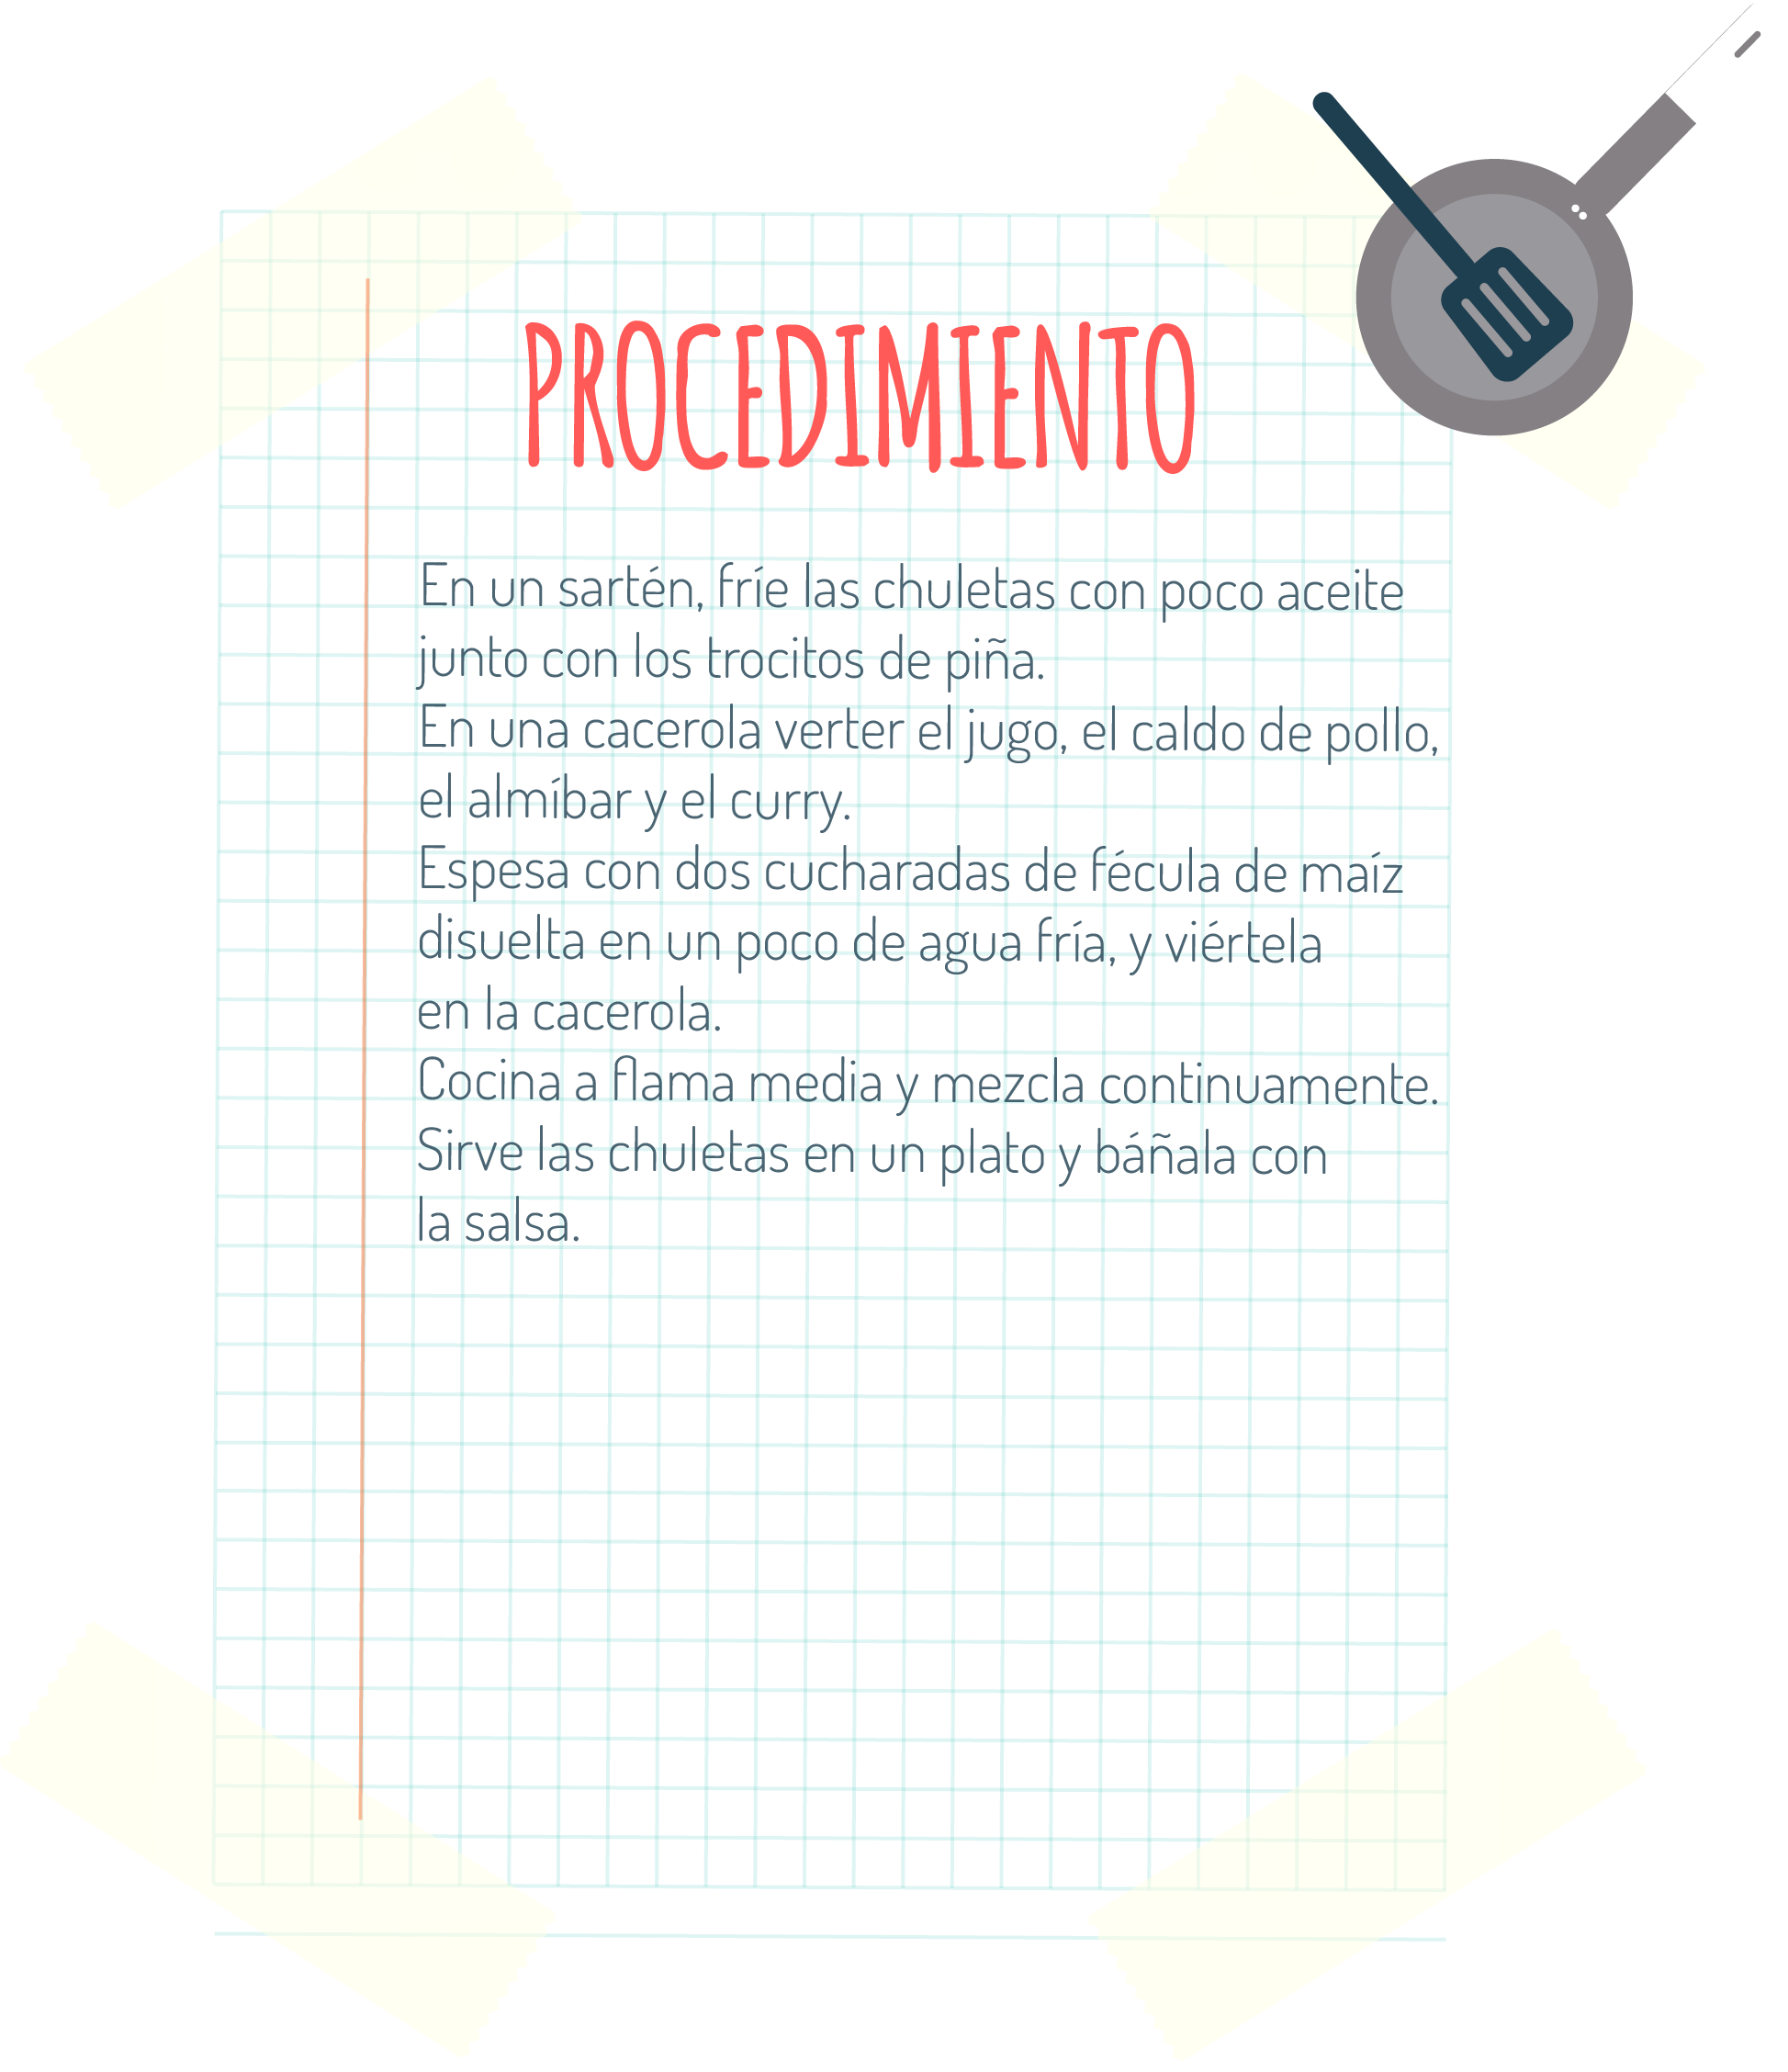 PROCEDIMIENTO
En un sartén, fríe las chuletas con poco aceite
junto con los trocitos de piña.
En una cacerola verter el jugo, el caldo de pollo,
el almíbar y el curry.
Espesa con dos cucharadas de fécula de maíz
disuelta en un poco de agua fría, y viértela
en la cacerola.
Cocina a flama media y mezcla continuamente.
Sirve las chuletas en un plato y báñala con
la salsa.